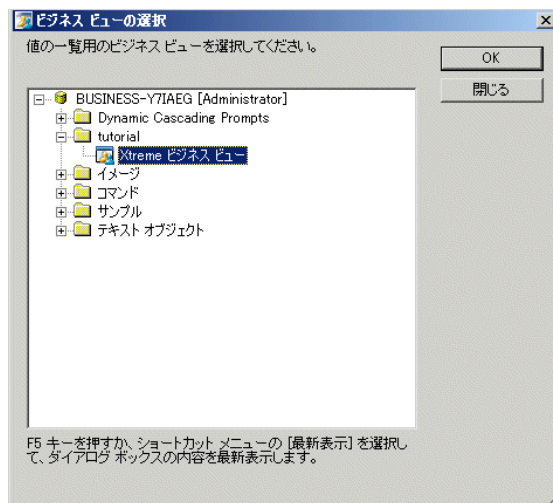 ビジネス ビューの選択
値の一覧用のビジネス ビューを選択してください。
OK
閉じる
BUSINESS-Y7IAEG [Administrator]
Dynamic Cascading Prompts
tutorial
Xtreme ビジネス ビュー
イメージ
コマンド
サンプル
テキスト オブジェクト
F5 キーを押すか、ショートカット メニューの [最新表示] を選択し
て、ダイアログ ボックスの内容を最新表示します。